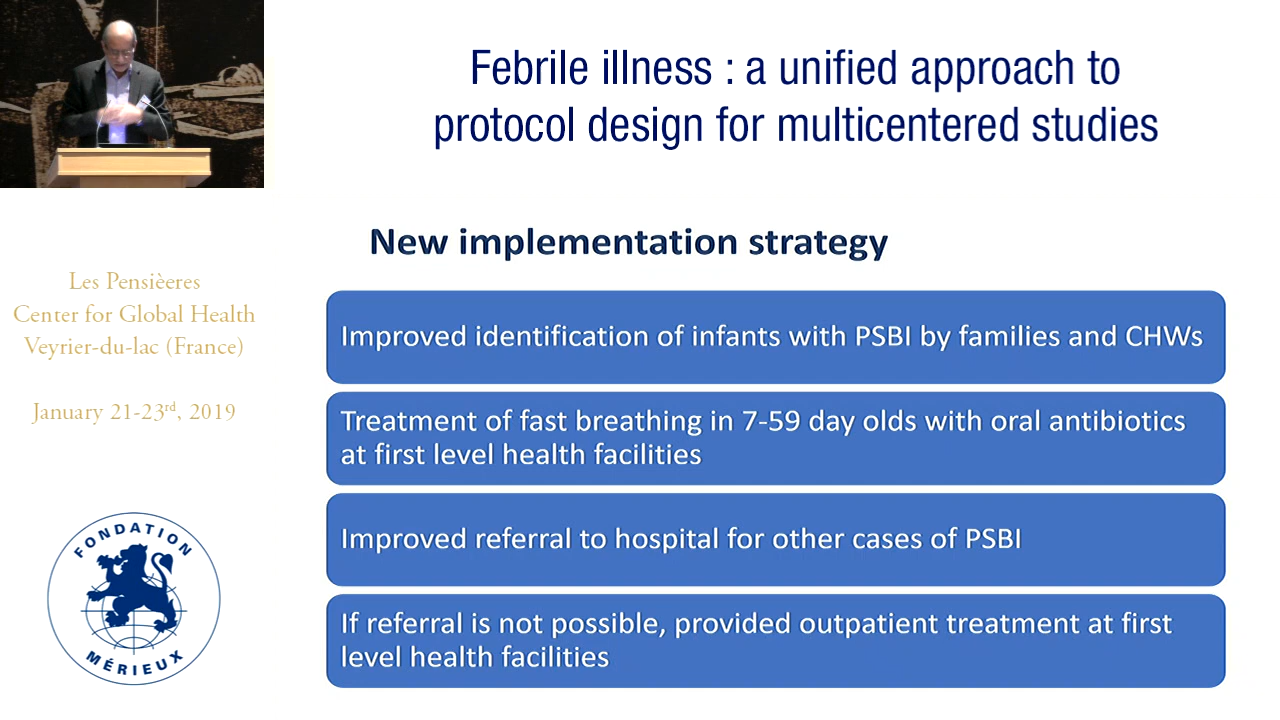 Febrile illness : a unified approach to
protocol design for multicentered studies
New implementation strategy
Les Pensièeres
Center for Global Health
Veyrier-du-lac (France)
January 21-23rd, 2019
Improved identification of infants with PSBI by families and CHWs
Treatment of fast breathing in 7-59 day olds with oral antibiotics
at first level health facilities
Improved referral to hospital for other cases of PSBI
If referral is not possible, provided outpatient treatment at first
level health facilities
FONDATION
MÉRIEUX